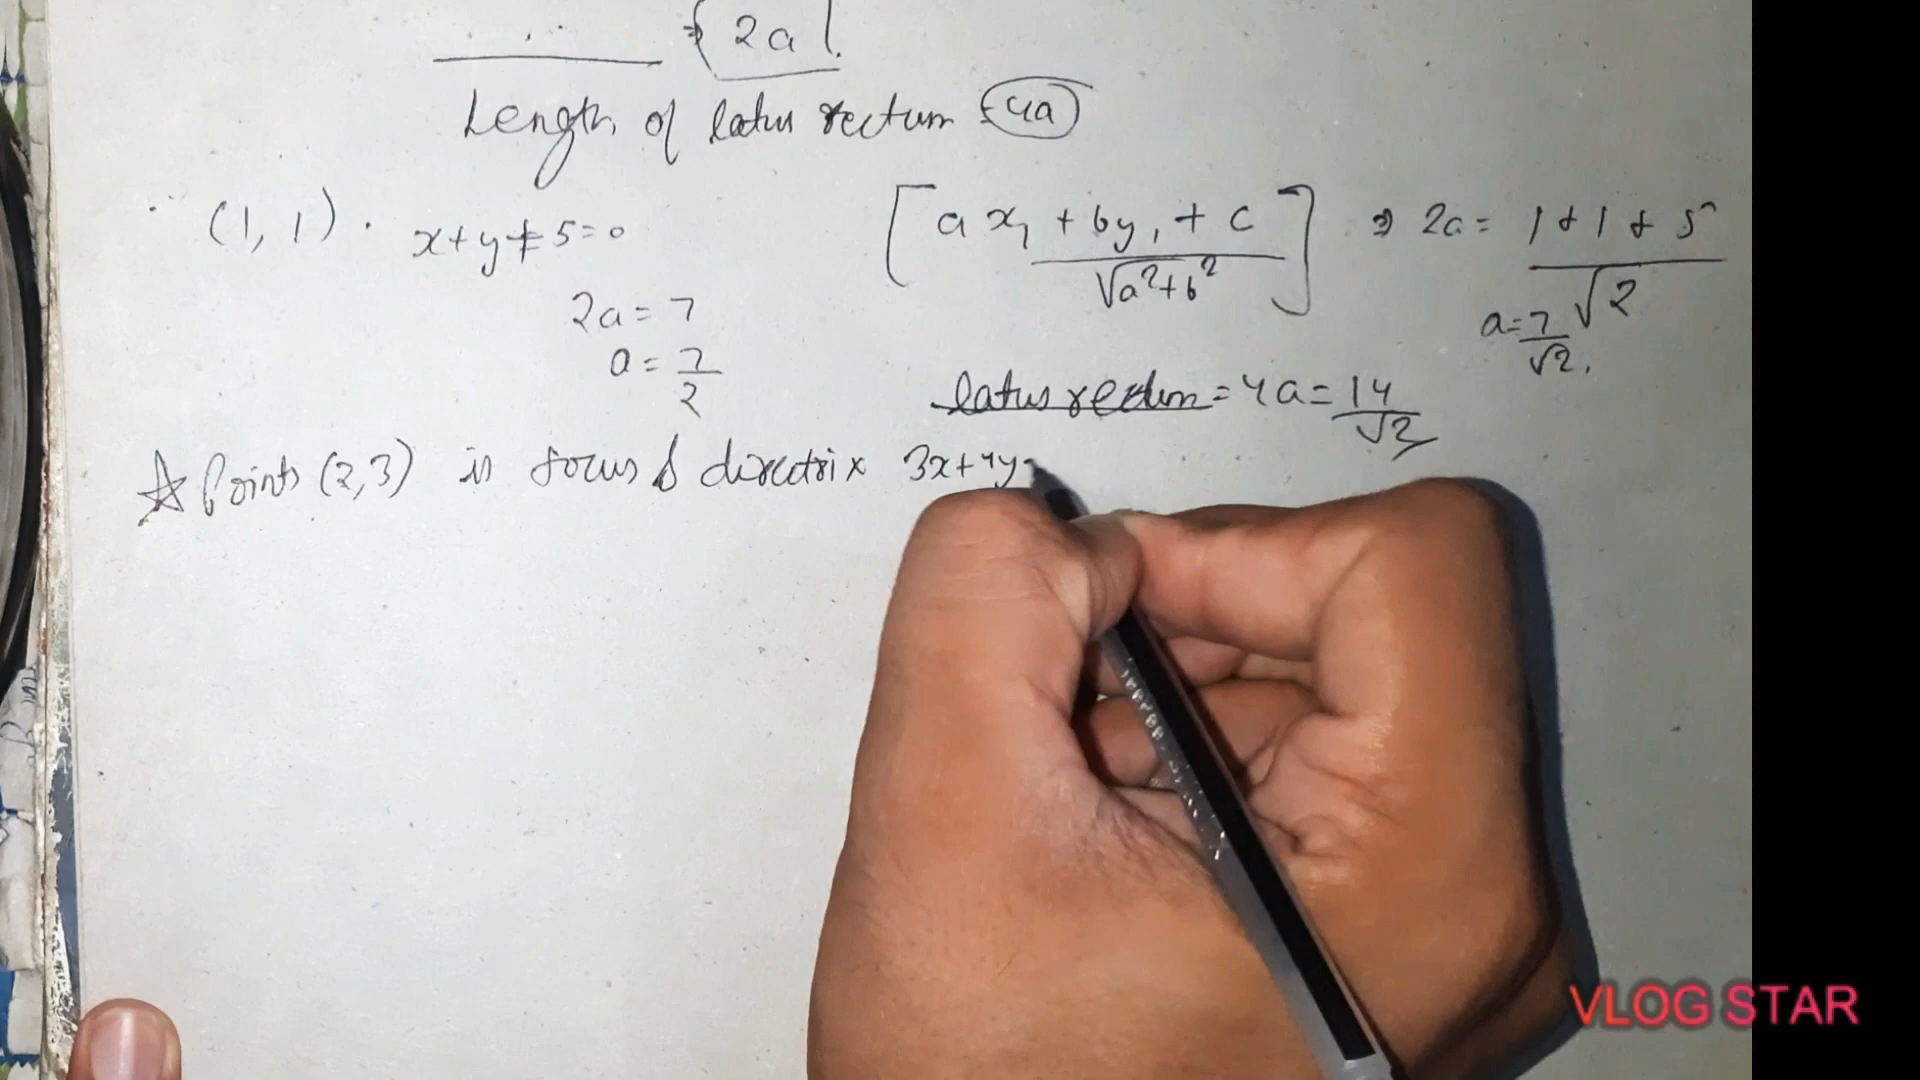 ⇒ 2a
Length of latus rectum = 4a
(1, 1). x+y+5=0
[ax₁ + by₁ + c / √a²+b²] ⇒ 2a = 1+1+5 / √2
2a = 7
a = 7/2
a = 7/√2.
latus rectum = 4a = 14/√2
☆ Points (2,3) is focus & directrix 3x+4y
VLOG STAR